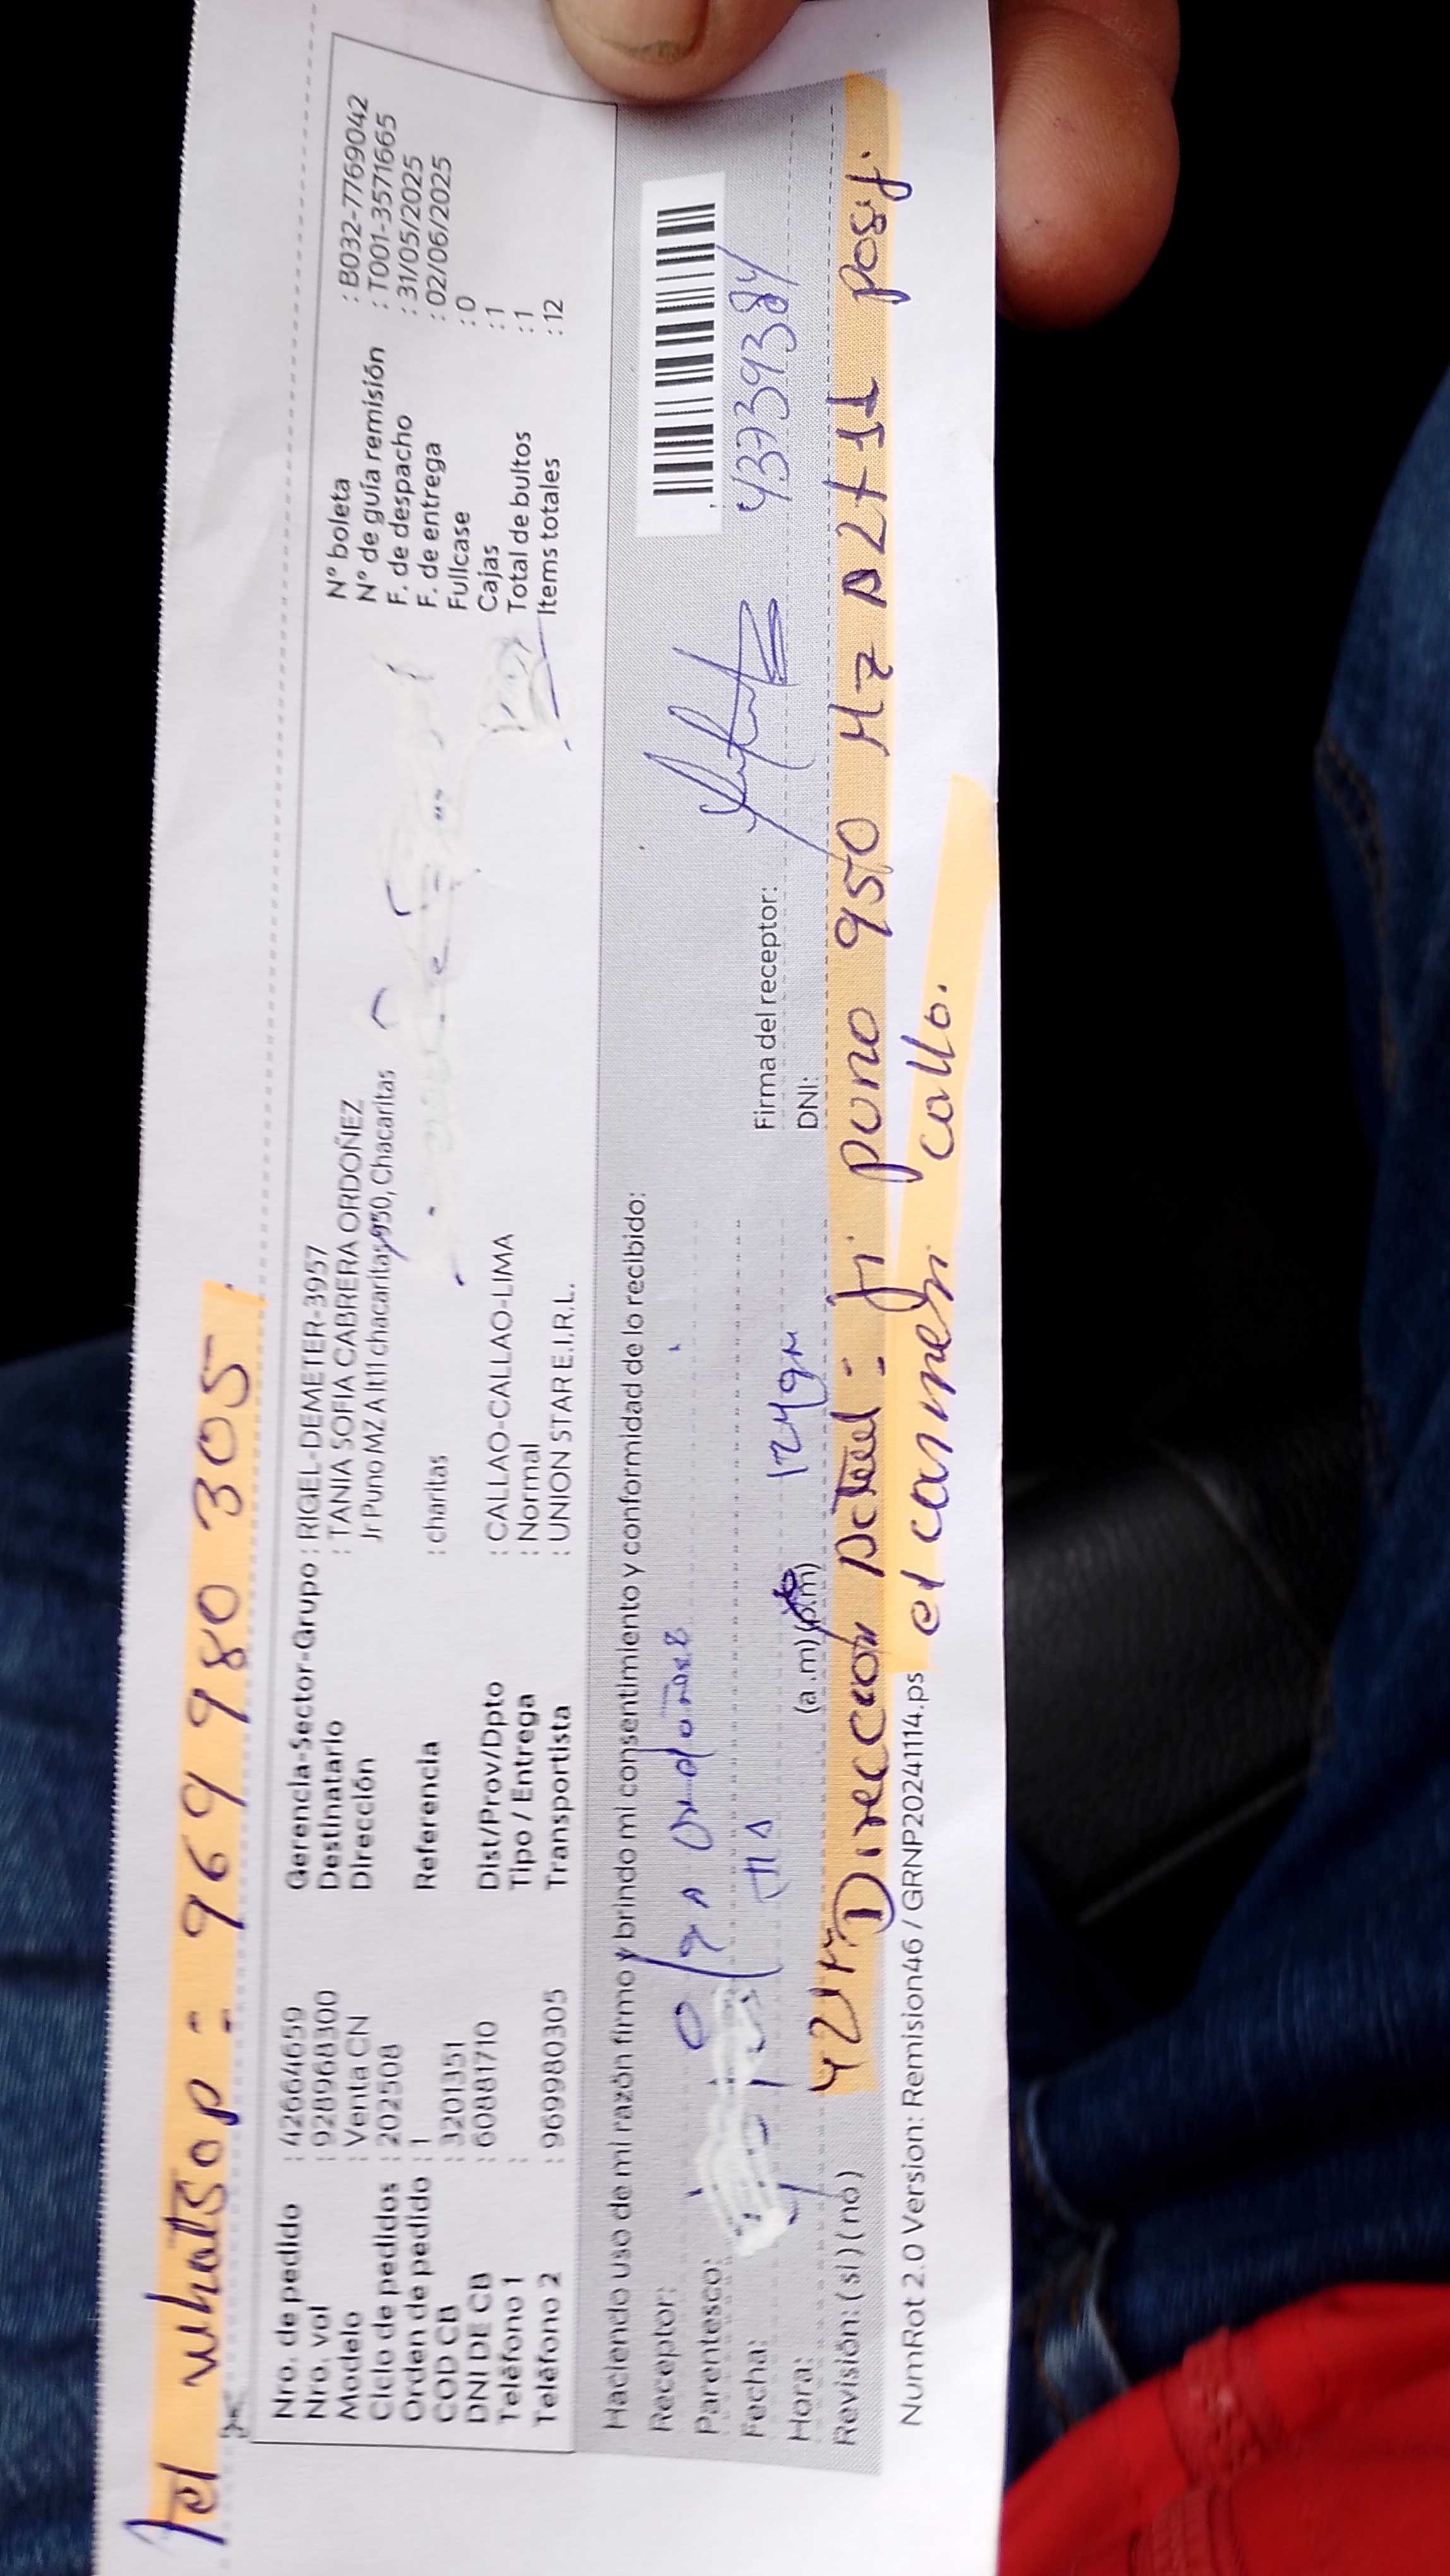 Tel whatsap: 969 980 305
Nro. de pedido : 42664659
Nro. vol : 928968300
Modelo : Venta CN
Ciclo de pedidos : 202508
Orden de pedido : 1
COD CB : 3201351
DNI DE CB : 60881710
Teléfono 1 :
Teléfono 2 : 969980305
Gerencia-Sector-Grupo : RIGEL-DEMETER-3957
Destinatario : TANIA SOFIA CABRERA ORDOÑEZ
Dirección Jr Puno MZ A lt11 chacaritas 950, Chacaritas
Referencia : charitas
Dist/Prov/Dpto : CALLAO-CALLAO-LIMA
Tipo / Entrega : Normal
Transportista : UNION STAR E.I.R.L.
N° boleta : B032-7769042
N° de guía remisión : T001-3571665
F. de despacho : 31/05/2025
F. de entrega : 02/06/2025
Fullcase : 0
Cajas : 1
Total de bultos : 1
Items totales : 12
Haciendo uso de mi razón firmo y brindo mi consentimiento y conformidad de lo recibido:
Receptor: Ordoñez
Parentesco:
Fecha:
Hora: (a.m)(p.m)
Revisión: (si)(no)
Firma del receptor:
DNI: 43739384
Dirección Actual: Jr. puno 950 Mz A Lt 11 posj.
el carmen callo.
NumRot 2.0 Version: Remision46 / GRNP20241114.ps